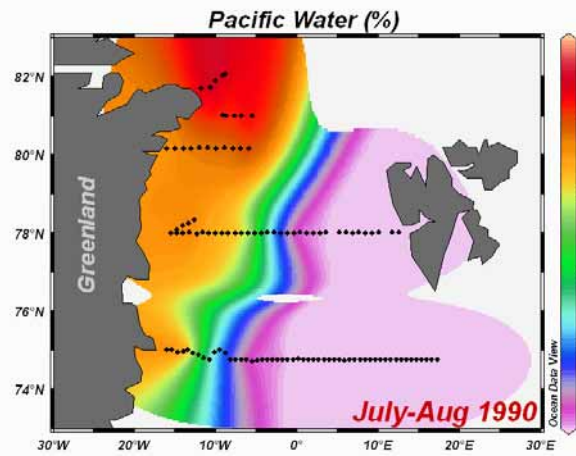 Pacific Water (%)
82°N
80°N
78°N
76°N
74°N
Greenland
Ocean Data View
July-Aug 1990
30°W
20°W
10°W
0°
10°E
20°E
30°E